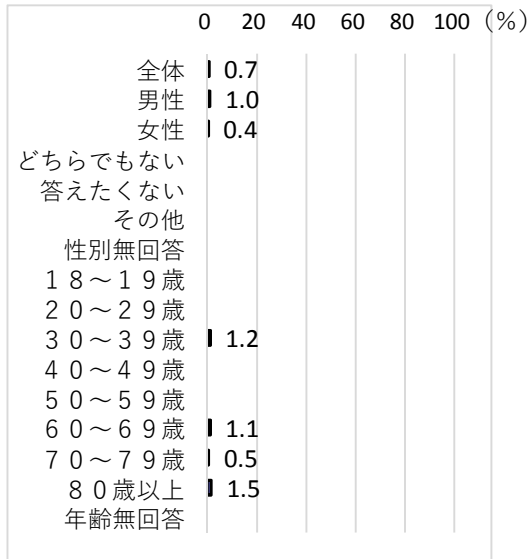 0 20 40 60 80 100 (%)
全体 0.7
男性 1.0
女性 0.4
どちらでもない
答えたくない
その他
性別無回答
１８～１９歳
２０～２９歳
３０～３９歳 1.2
４０～４９歳
５０～５９歳
６０～６９歳 1.1
７０～７９歳 0.5
８０歳以上 1.5
年齢無回答